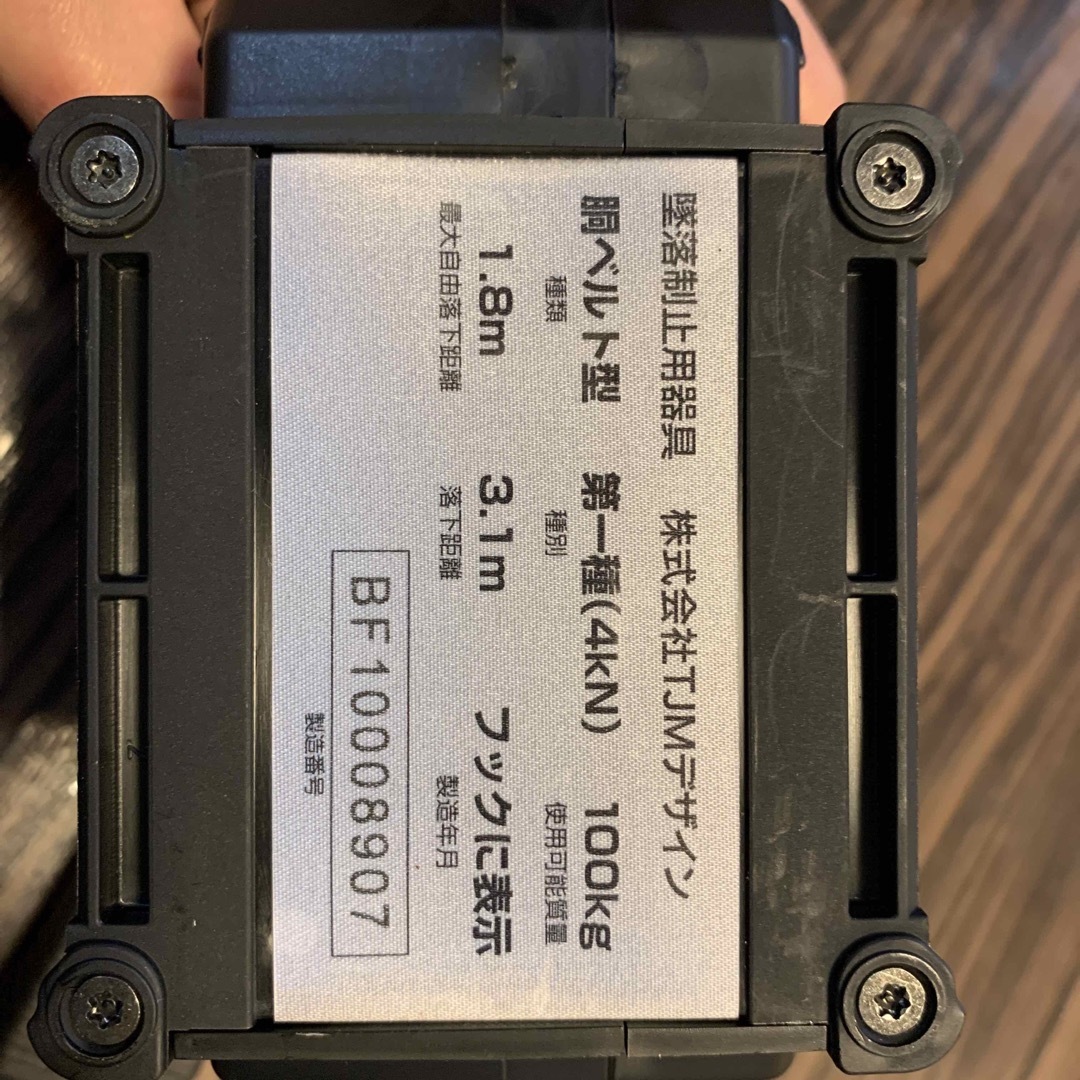 墜落制止用器具 株式会社TJMデザイン
胴ベルト型 第一種(4kN) 100kg
種類 種別 使用可能質量
1.8m 3.1m フックに表示
最大自由落下距離 落下距離 製造年月
BF10008907
製造番号